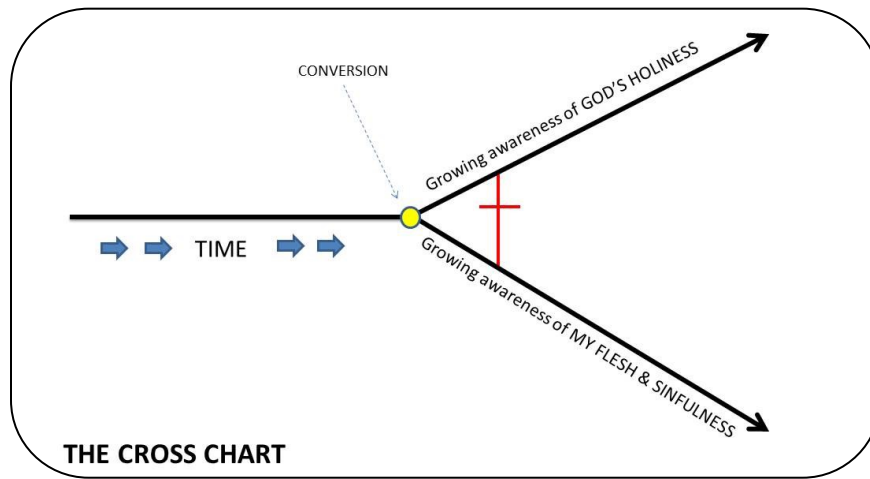 CONVERSION
Growing awareness of GOD'S HOLINESS
TIME
Growing awareness of MY FLESH & SINFULNESS
THE CROSS CHART